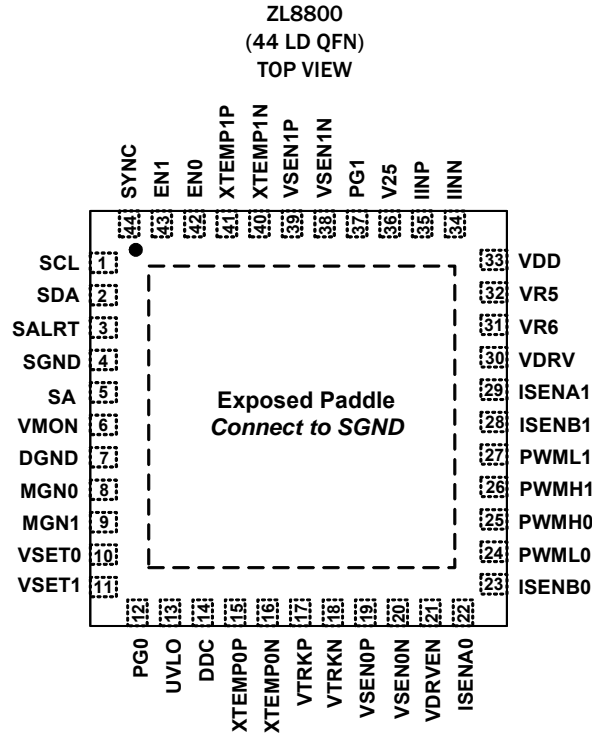 ZL8800
(44 LD QFN)
TOP VIEW
SYNC
EN1
EN0
XTEMP1P
XTEMP1N
VSEN1P
VSEN1N
PG1
V25
IINP
IINN
44
43
42
41
40
39
38
37
36
35
34
SCL 1
SDA 2
SALRT 3
SGND 4
SA 5
VMON 6
DGND 7
MGN0 8
MGN1 9
VSET0 10
VSET1 11
Exposed Paddle
Connect to SGND
33 VDD
32 VR5
31 VR6
30 VDRV
29 ISENA1
28 ISENB1
27 PWML1
26 PWMH1
25 PWMH0
24 PWML0
23 ISENB0
12
13
14
15
16
17
18
19
20
21
22
PG0
UVLO
DDC
XTEMP0P
XTEMP0N
VTRKP
VTRKN
VSEN0P
VSEN0N
VDRVEN
ISENA0